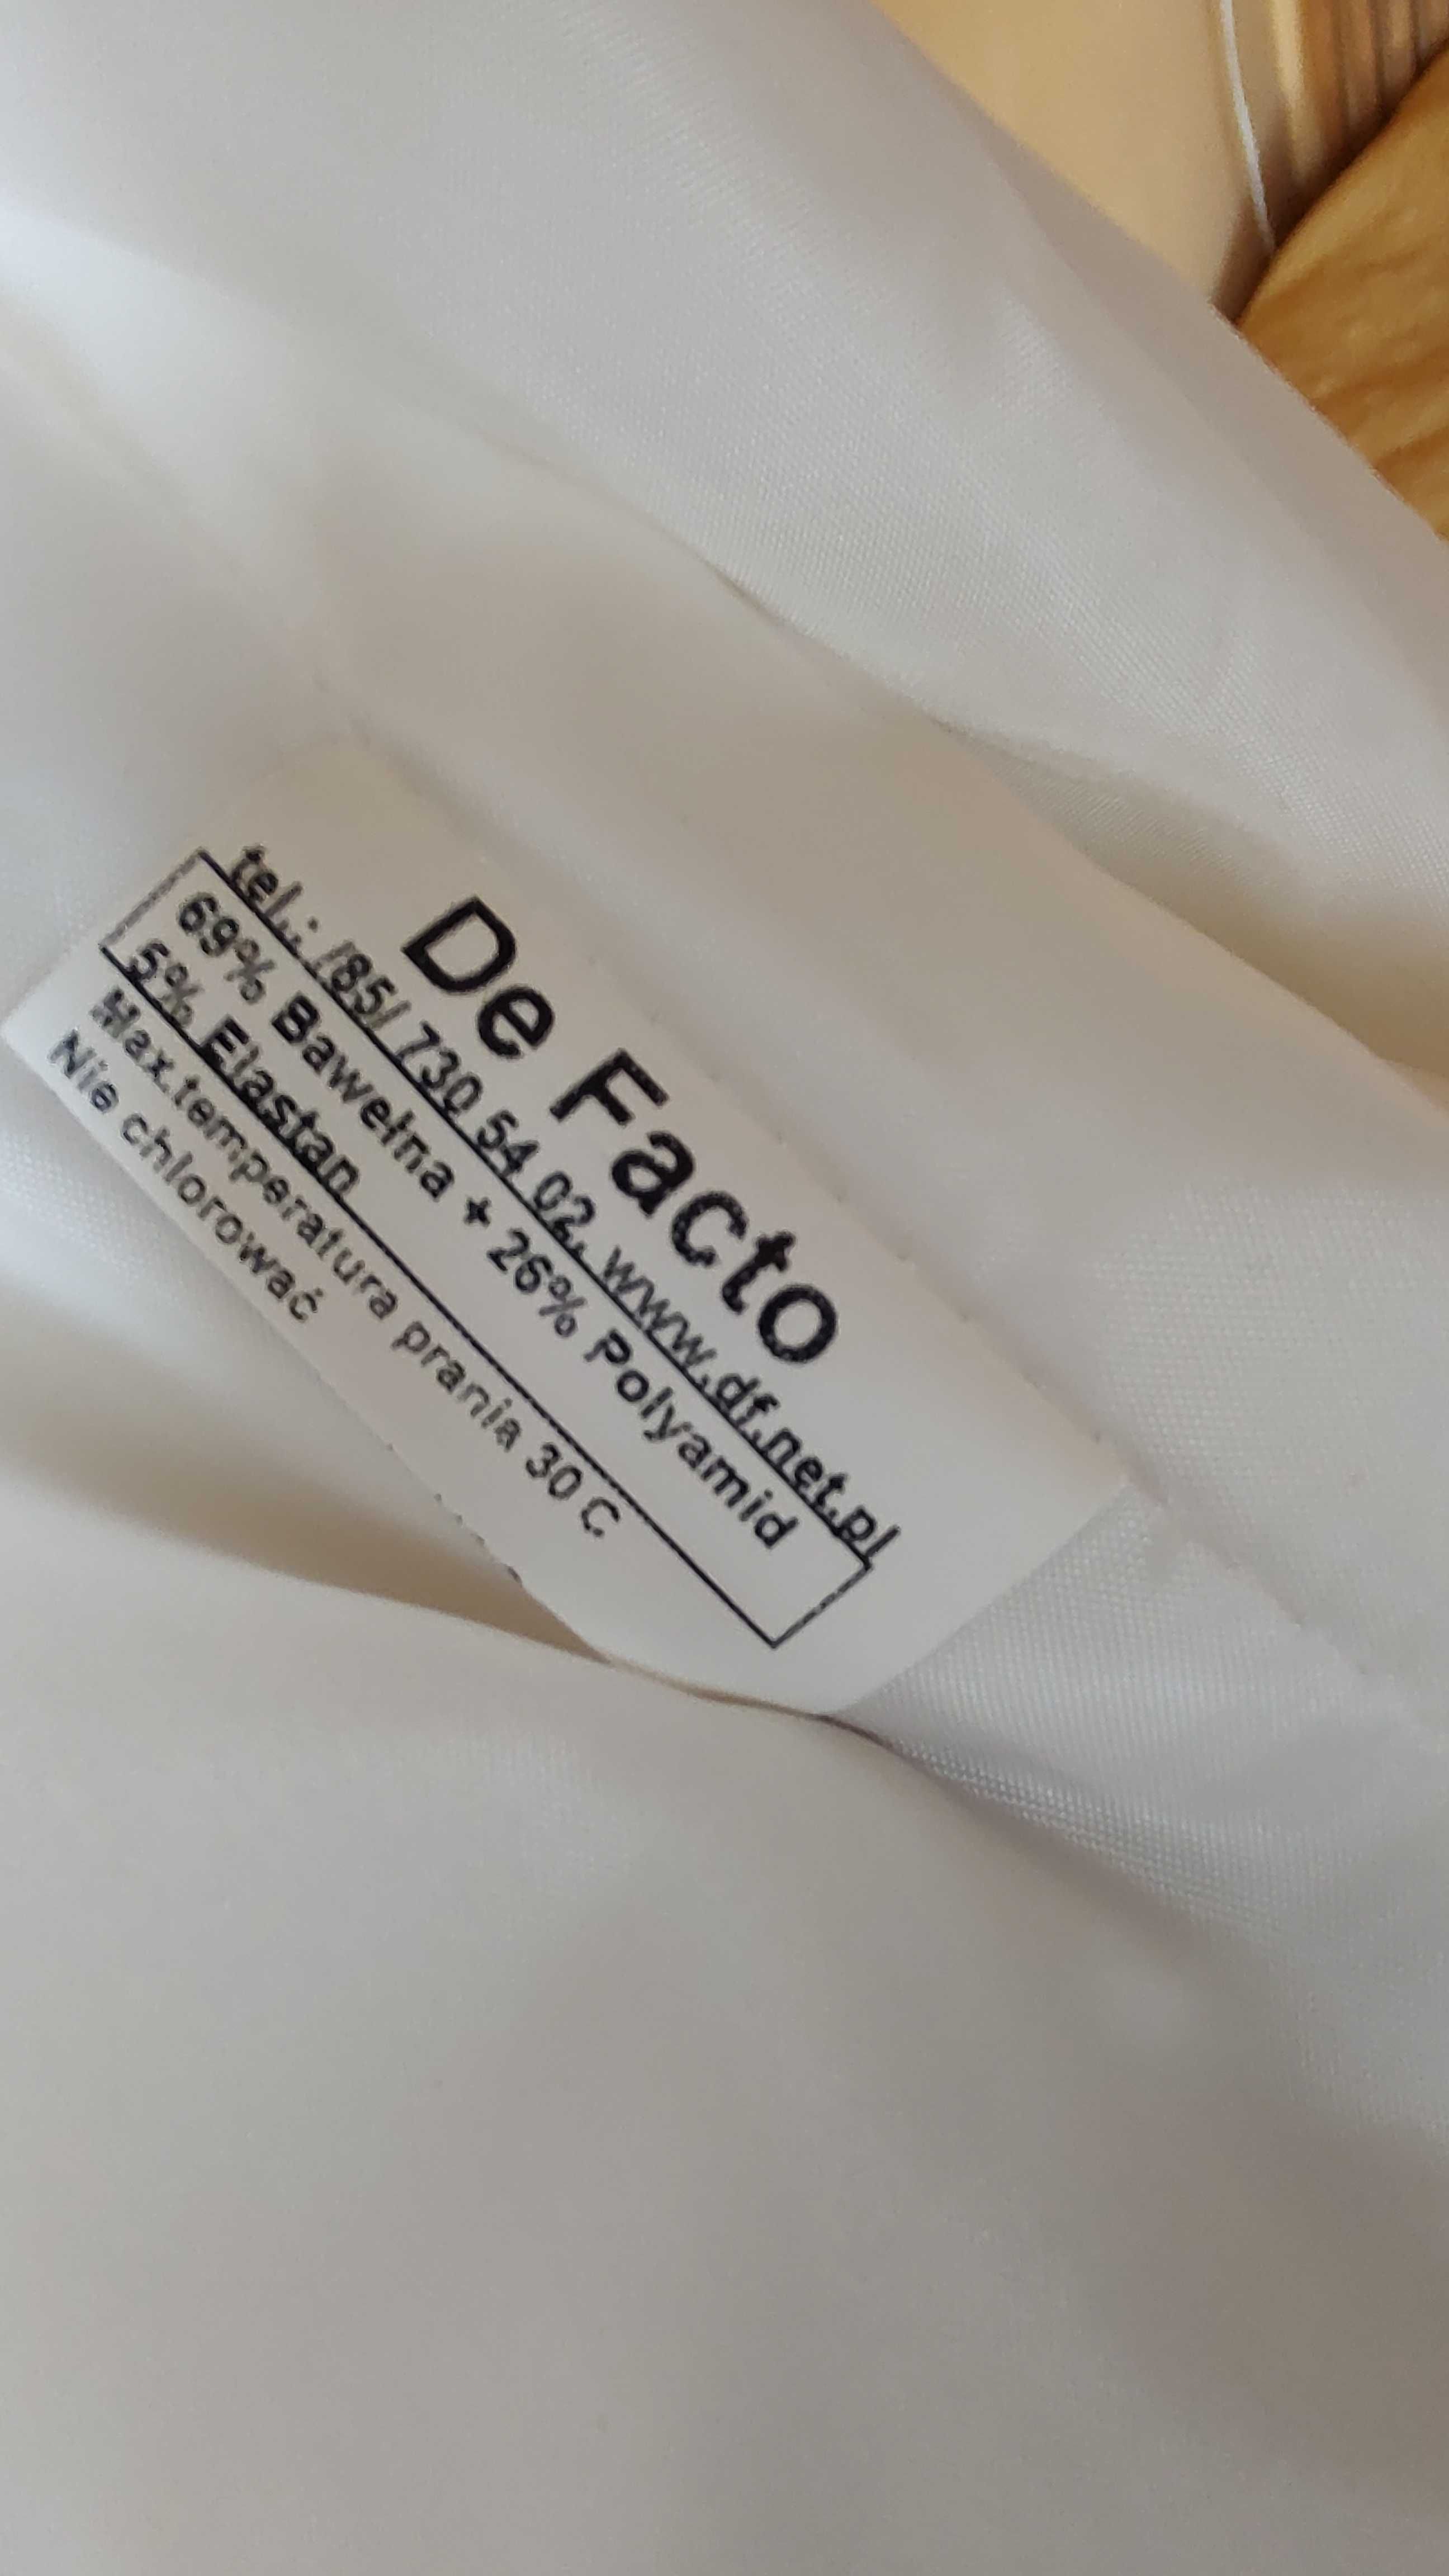 De Facto
tel.: /85/ 730 54 02, www.df.net.pl
69% Bawełna + 26% Polyamid
5% Elastan
Max.temperatura prania 30 C
Nie chlorować